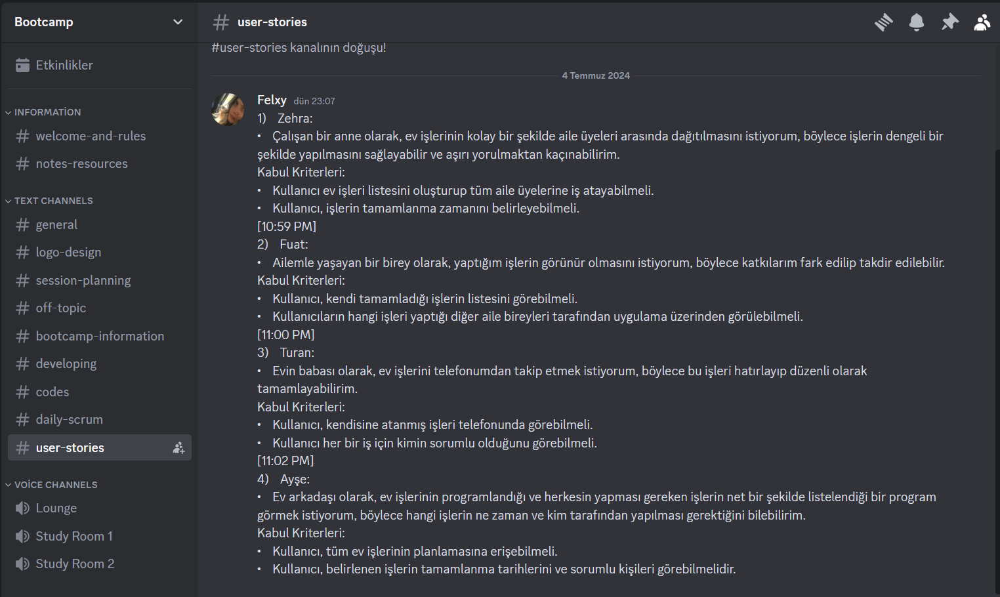 Bootcamp
Etkinlikler
INFORMATİON
welcome-and-rules
notes-resources
TEXT CHANNELS
general
logo-design
session-planning
off-topic
bootcamp-information
developing
codes
daily-scrum
user-stories
VOİCE CHANNELS
Lounge
Study Room 1
Study Room 2
# user-stories
#user-stories kanalının doğuşu!
4 Temmuz 2024
Felxy dün 23:07
1) Zehra:
• Çalışan bir anne olarak, ev işlerinin kolay bir şekilde aile üyeleri arasında dağıtılmasını istiyorum, böylece işlerin dengeli bir
şekilde yapılmasını sağlayabilir ve aşırı yorulmaktan kaçınabilirim.
Kabul Kriterleri:
• Kullanıcı ev işleri listesini oluşturup tüm aile üyelerine iş atayabilmeli.
• Kullanıcı, işlerin tamamlanma zamanını belirleyebilmeli.
[10:59 PM]
2) Fuat:
• Ailemle yaşayan bir birey olarak, yaptığım işlerin görünür olmasını istiyorum, böylece katkılarım fark edilip takdir edilebilir.
Kabul Kriterleri:
• Kullanıcı, kendi tamamladığı işlerin listesini görebilmeli.
• Kullanıcıların hangi işleri yaptığı diğer aile bireyleri tarafından uygulama üzerinden görülebilmeli.
[11:00 PM]
3) Turan:
• Evin babası olarak, ev işlerini telefonumdan takip etmek istiyorum, böylece bu işleri hatırlayıp düzenli olarak
tamamlayabilirim.
Kabul Kriterleri:
• Kullanıcı, kendisine atanmış işleri telefonunda görebilmeli.
• Kullanıcı her bir iş için kimin sorumlu olduğunu görebilmeli.
[11:02 PM]
4) Ayşe:
• Ev arkadaşı olarak, ev işlerinin programlandığı ve herkesin yapması gereken işlerin net bir şekilde listelendiği bir program
görmek istiyorum, böylece hangi işlerin ne zaman ve kim tarafından yapılması gerektiğini bilebilirim.
Kabul Kriterleri:
• Kullanıcı, tüm ev işlerinin planlamasına erişebilmeli.
• Kullanıcı, belirlenen işlerin tamamlanma tarihlerini ve sorumlu kişileri görebilmelidir.